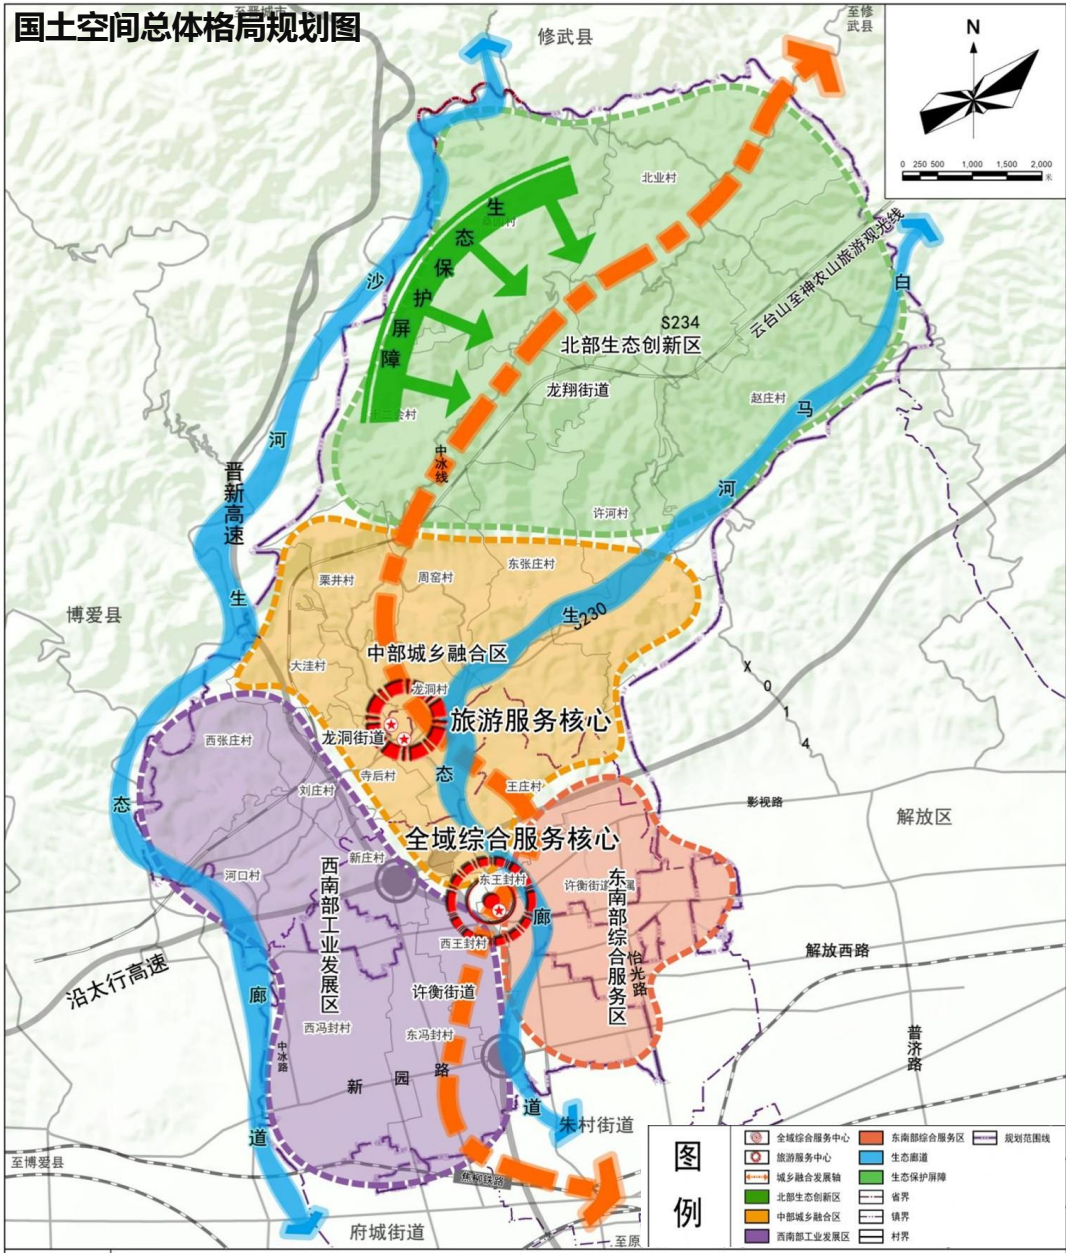 国土空间总体格局规划图
至晋城市
修武县
至修
武县
N
0 250 500 1,000 1,500 2,000
米
北业村
生态保护屏障
沙河生态廊道
白马河生态廊道
云台山至神农山旅游观光线
S234
北部生态创新区
龙翔街道
赵庄村
中冰线
晋新高速
许河村
东张庄村
周窑村
栗井村
S230
博爱县
中部城乡融合区
大洼村
龙洞村
X014
旅游服务核心
龙洞街道
西张庄村
寺后村
刘庄村
王庄村
影视路
解放区
全域综合服务核心
新庄村
东王封村
河口村
许衡街道
西南部工业发展区
东南部综合服务区
西王封村
解放西路
怡光路
沿太行高速
许衡街道
西冯封村
东冯封村
中冰路
普济路
新园路
朱村街道
至博爱县
焦柳铁路
府城街道
至原
图例
全域综合服务中心
旅游服务中心
城乡融合发展轴
北部生态创新区
中部城乡融合区
西南部工业发展区
东南部综合服务区
生态廊道
生态保护屏障
省界
镇界
村界
规划范围线